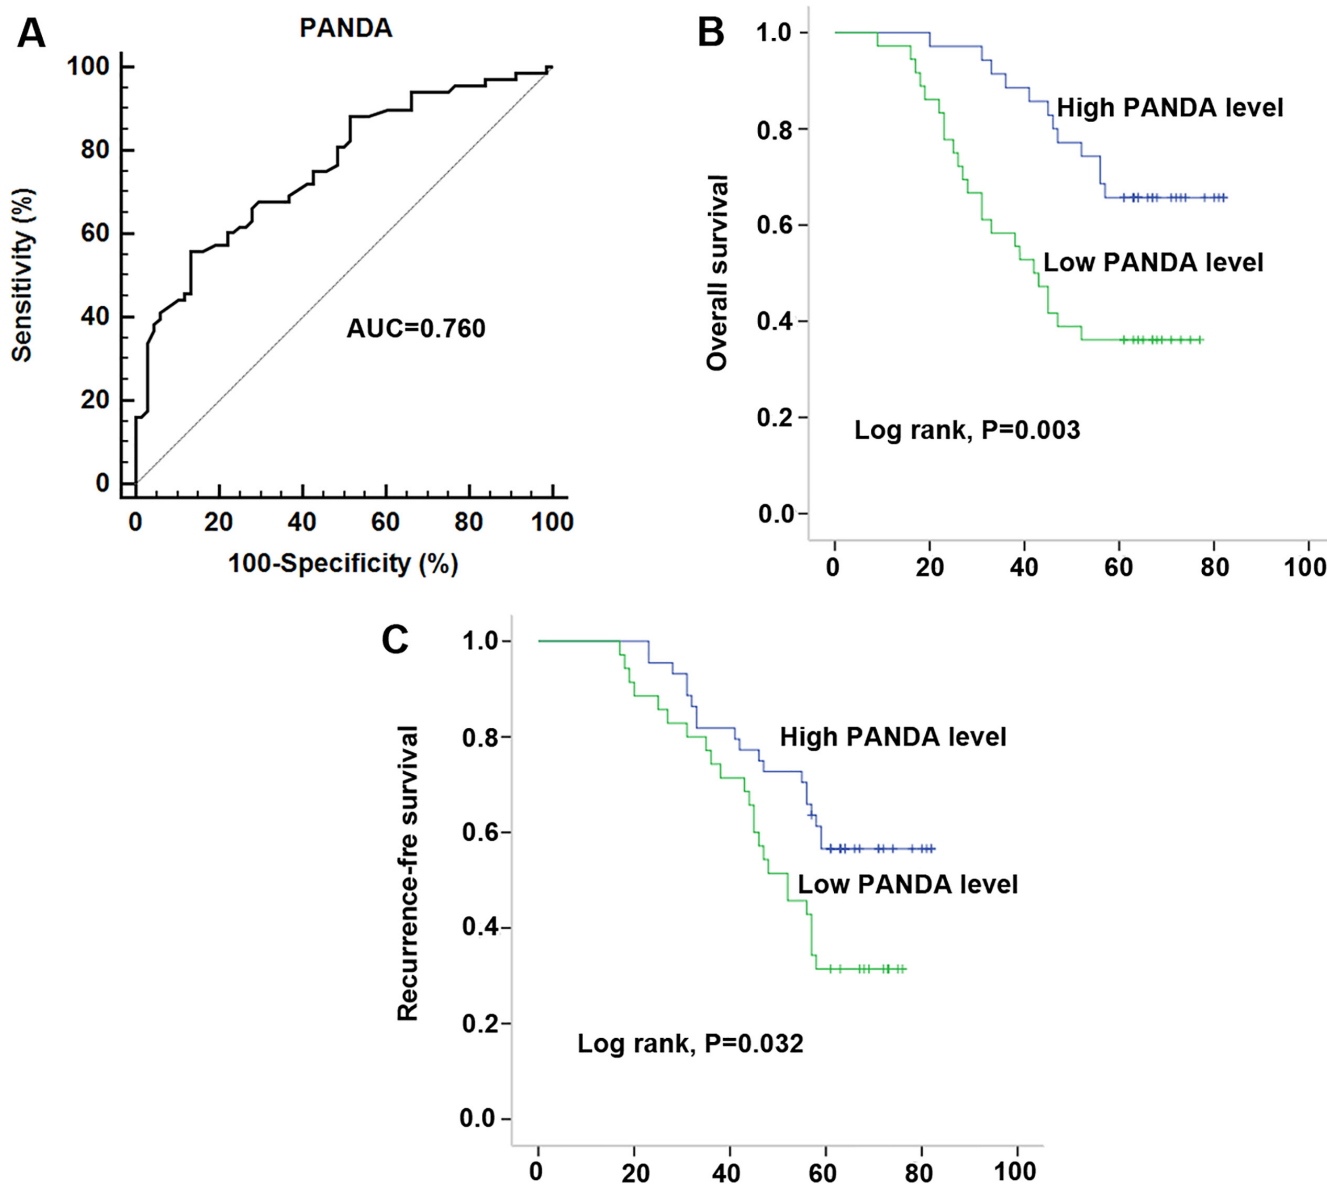 A
PANDA
100
80
60
40
20
0
Sensitivity (%)
AUC=0.760
0 20 40 60 80 100
100-Specificity (%)
B
1.0
0.8
0.6
0.4
0.2
0.0
Overall survival
High PANDA level
Low PANDA level
Log rank, P=0.003
0 20 40 60 80 100
C
1.0
0.8
0.6
0.4
0.2
0.0
Recurrence-fre survival
High PANDA level
Low PANDA level
Log rank, P=0.032
0 20 40 60 80 100